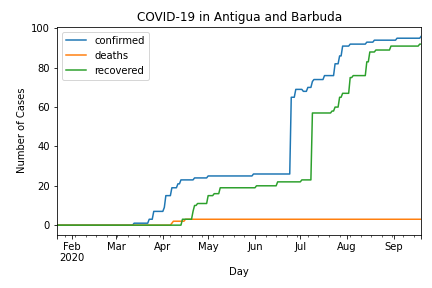 COVID-19 in Antigua and Barbuda
confirmed
deaths
recovered
Number of Cases
100
80
60
40
20
0
Feb Mar Apr May Jun Jul Aug Sep
2020
Day